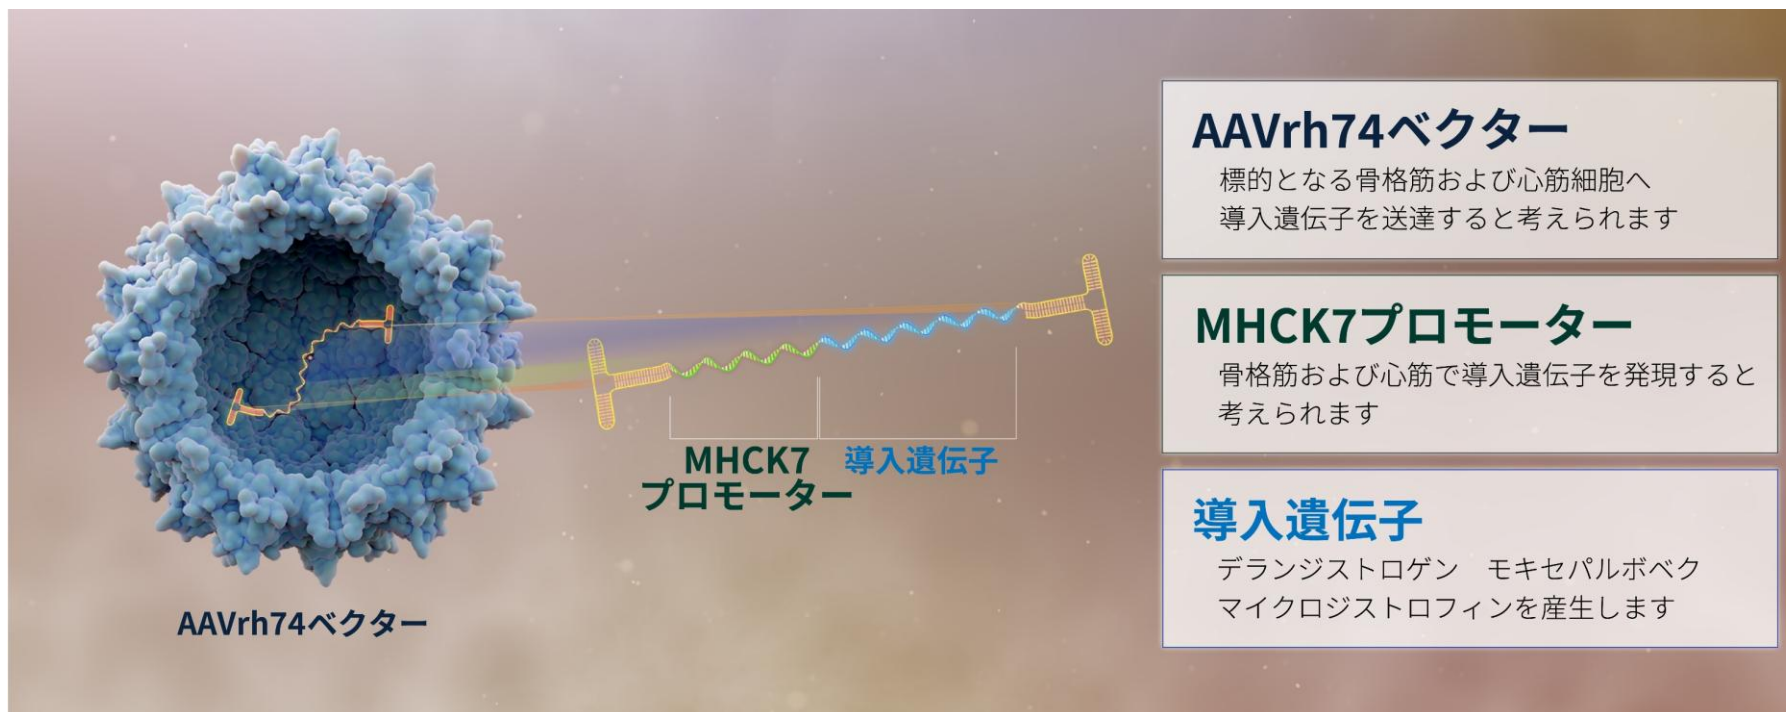 AAVrh74ベクター
MHCK7
プロモーター
導入遺伝子
AAVrh74ベクター
標的となる骨格筋および心筋細胞へ
導入遺伝子を送達すると考えられます
MHCK7プロモーター
骨格筋および心筋で導入遺伝子を発現すると
考えられます
導入遺伝子
デランジストロゲン　モキセパルボベク
マイクロジストロフィンを産生します